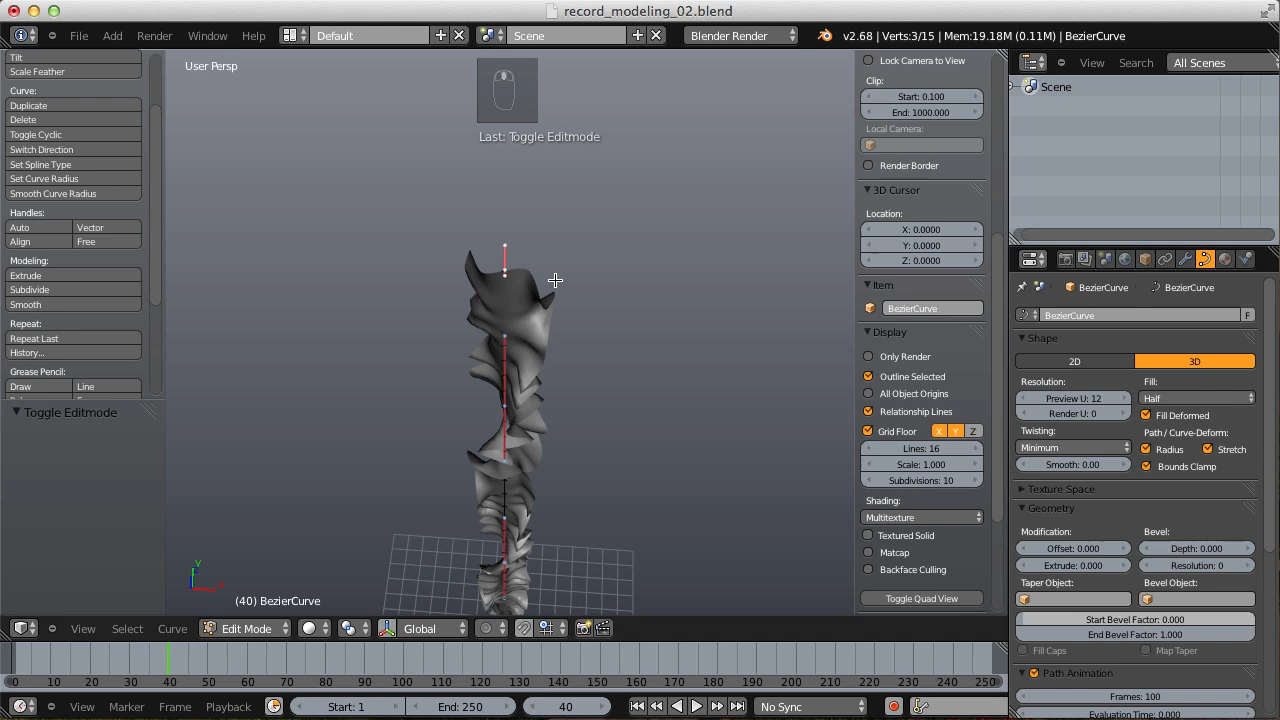 record_modeling_02.blend
File Add Render Window Help Default Scene Blender Render v2.68 | Verts:3/15 | Mem:19.18M (0.11M) | BezierCurve
Tilt
Scale Feather
Curve:
Duplicate
Delete
Toggle Cyclic
Switch Direction
Set Spline Type
Set Curve Radius
Smooth Curve Radius
Handles:
Auto Vector
Align Free
Modeling:
Extrude
Subdivide
Smooth
Repeat:
Repeat Last
History...
Grease Pencil:
Draw Line
Toggle Editmode
User Persp
Last: Toggle Editmode
(40) BezierCurve
Lock Camera to View
Clip:
Start: 0.100
End: 1000.000
Local Camera:
Render Border
3D Cursor
Location:
X: 0.0000
Y: 0.0000
Z: 0.0000
Item
BezierCurve
Display
Only Render
Outline Selected
All Object Origins
Relationship Lines
Grid Floor X Y Z
Lines: 16
Scale: 1.000
Subdivisions: 10
Shading:
Multitexture
Textured Solid
Matcap
Backface Culling
Toggle Quad View
View Search All Scenes
Scene
BezierCurve BezierCurve
BezierCurve F
Shape
2D 3D
Resolution: Fill:
Preview U: 12 Half
Render U: 0 Fill Deformed
Twisting: Path / Curve-Deform:
Minimum Radius Stretch
Smooth: 0.00 Bounds Clamp
Texture Space
Geometry
Modification: Bevel:
Offset: 0.000 Depth: 0.000
Extrude: 0.000 Resolution: 0
Taper Object: Bevel Object:
Start Bevel Factor: 0.000
End Bevel Factor: 1.000
Fill Caps Map Taper
Path Animation
Frames: 100
Evaluation Time: 0.000
View Select Curve Edit Mode Global
0 10 20 30 40 50 60 70 80 90 100 110 120 130 140 150 160 170 180 190 200 210 220 230 240 250
View Marker Frame Playback Start: 1 End: 250 40 No Sync